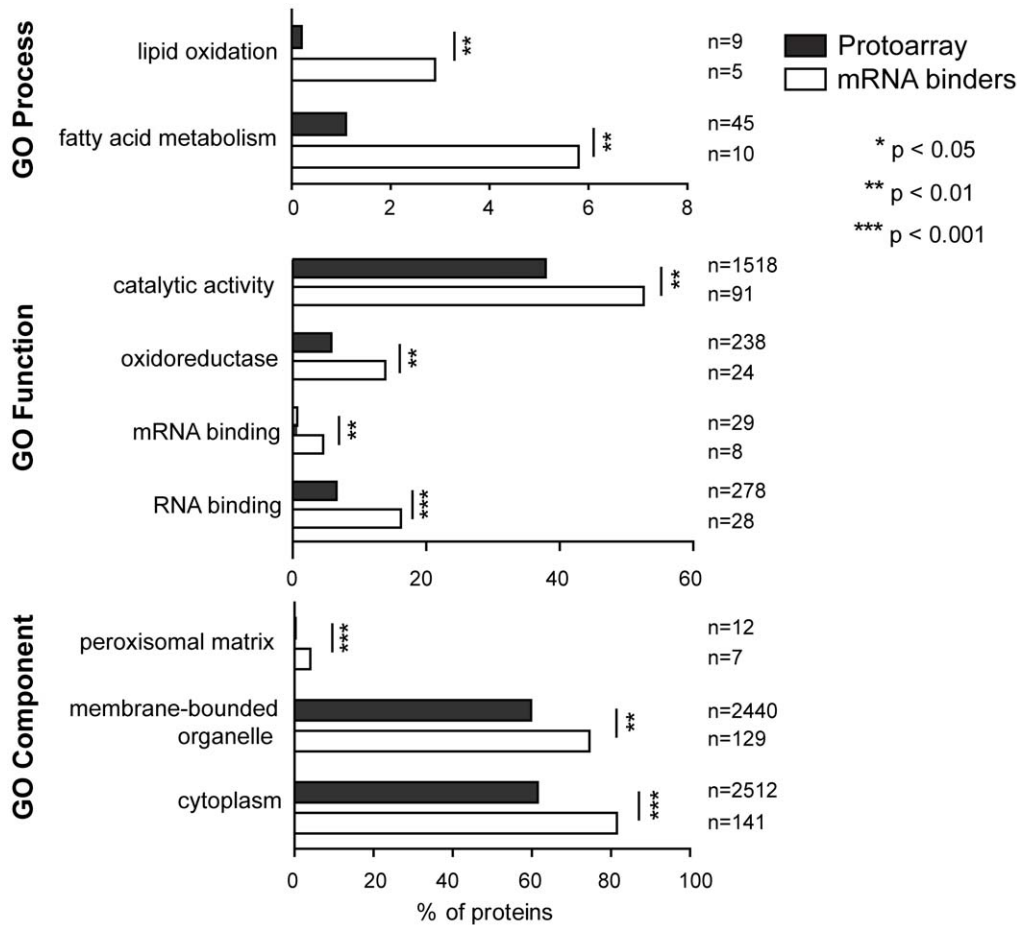 GO Process
lipid oxidation
**
n=9
n=5
fatty acid metabolism
**
n=45
n=10
0 2 4 6 8
Protoarray
mRNA binders
* p < 0.05
** p < 0.01
*** p < 0.001
GO Function
catalytic activity
**
n=1518
n=91
oxidoreductase
**
n=238
n=24
mRNA binding
**
n=29
n=8
RNA binding
***
n=278
n=28
0 20 40 60
GO Component
peroxisomal matrix
***
n=12
n=7
membrane-bounded
organelle
**
n=2440
n=129
cytoplasm
***
n=2512
n=141
0 20 40 60 80 100
% of proteins